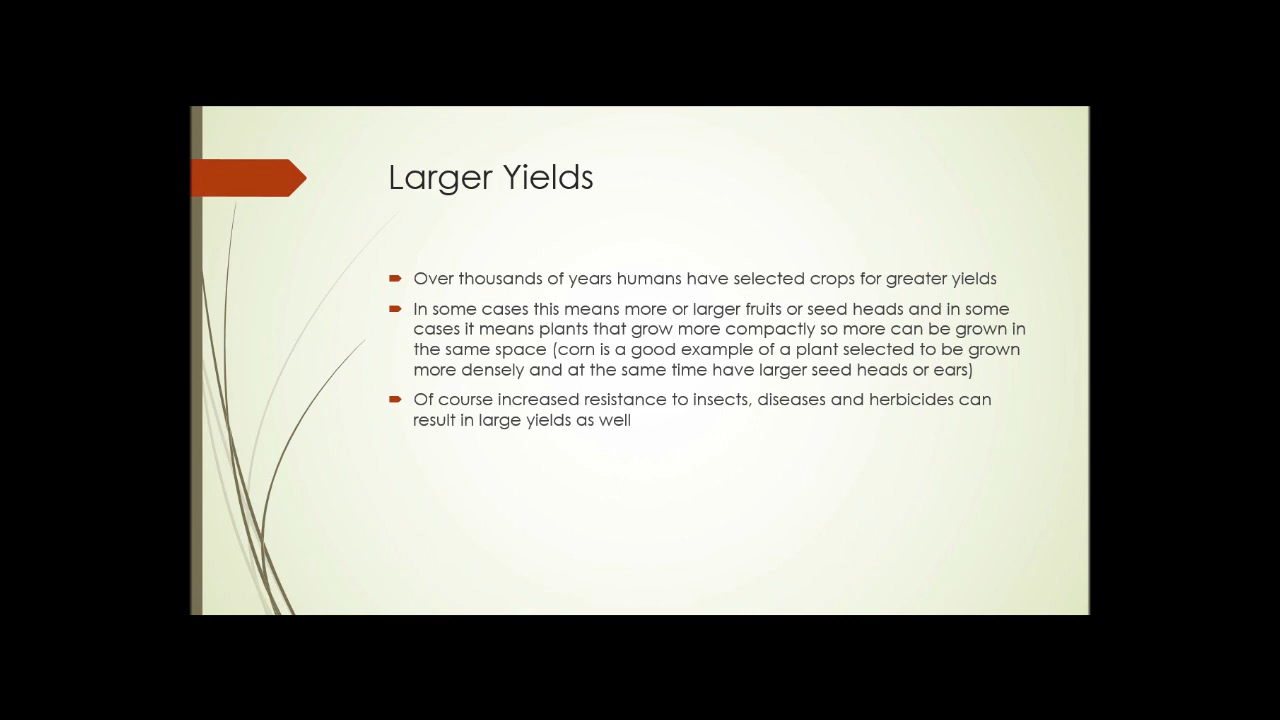 Larger Yields
Over thousands of years humans have selected crops for greater yields
In some cases this means more or larger fruits or seed heads and in some
cases it means plants that grow more compactly so more can be grown in
the same space (corn is a good example of a plant selected to be grown
more densely and at the same time have larger seed heads or ears)
Of course increased resistance to insects, diseases and herbicides can
result in large yields as well